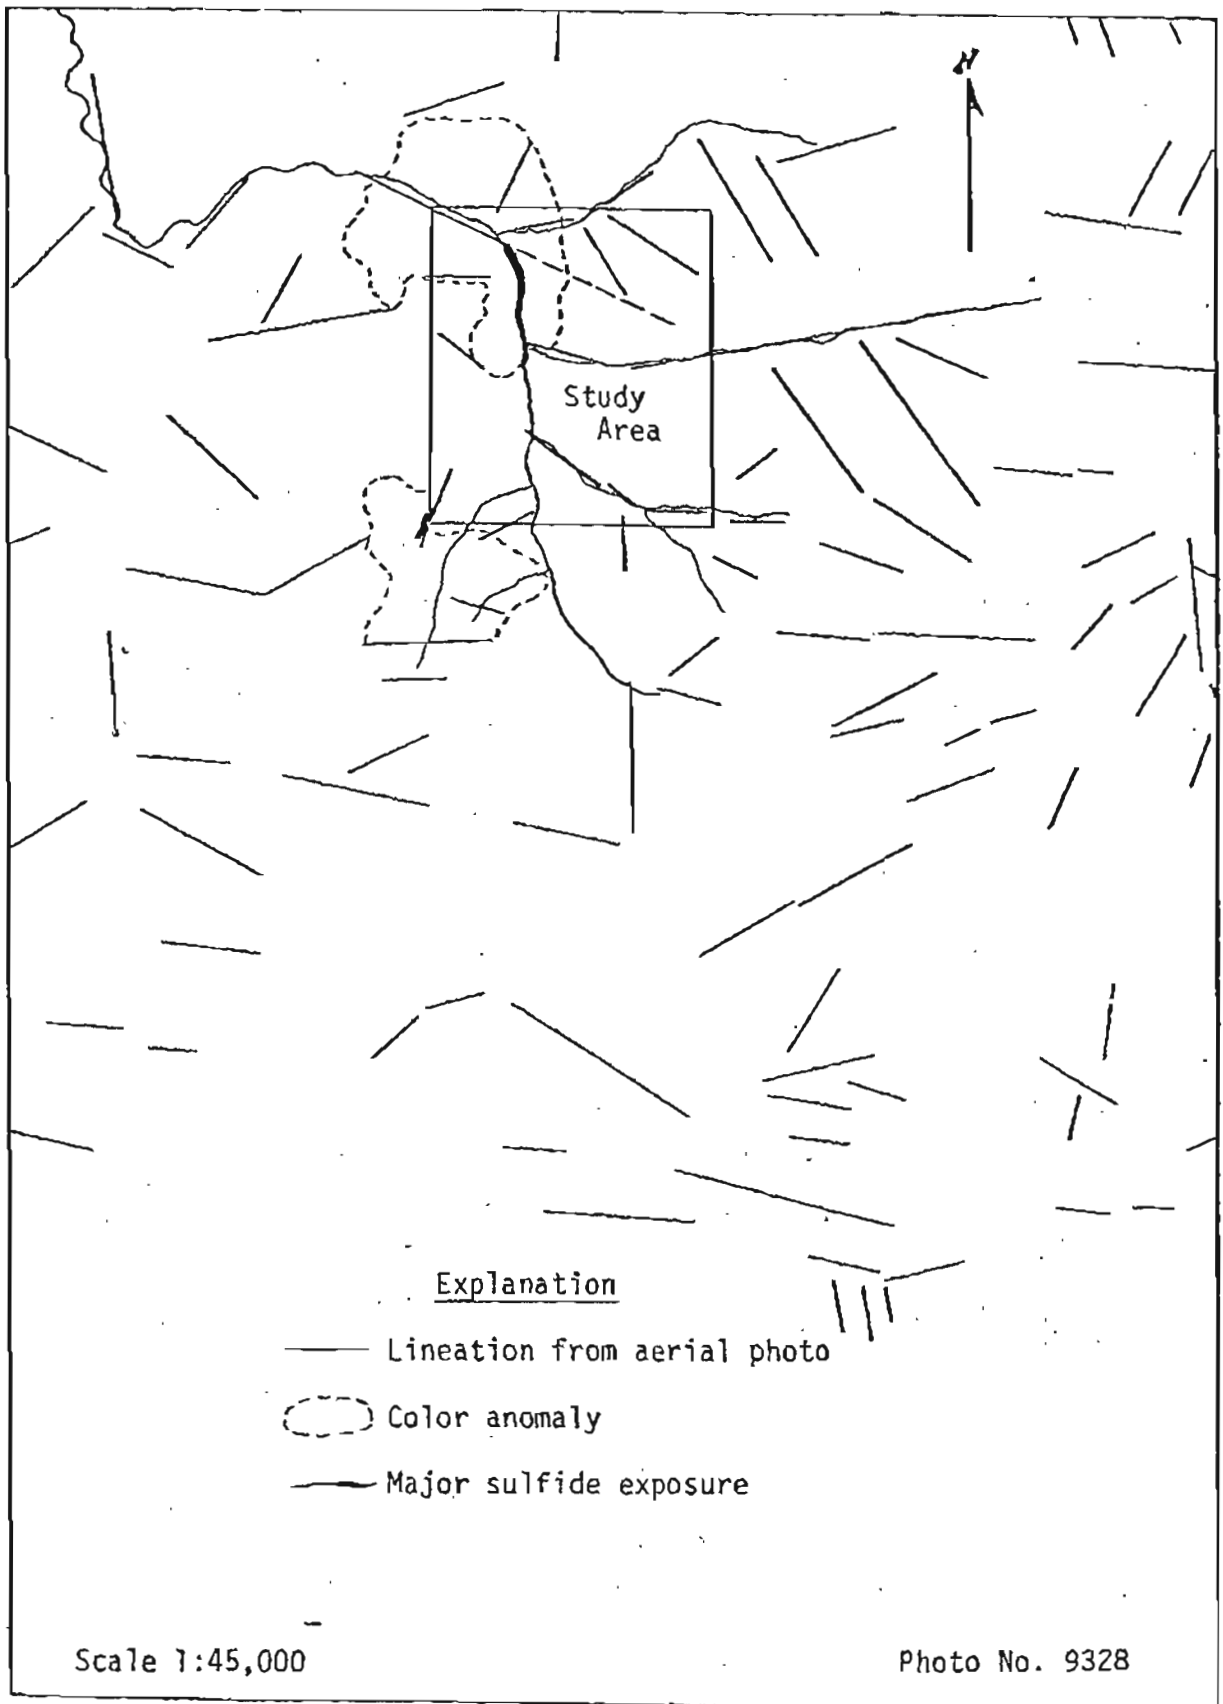 N
Study
Area
Explanation
Lineation from aerial photo
Color anomaly
Major sulfide exposure
Scale 1:45,000
Photo No. 9328